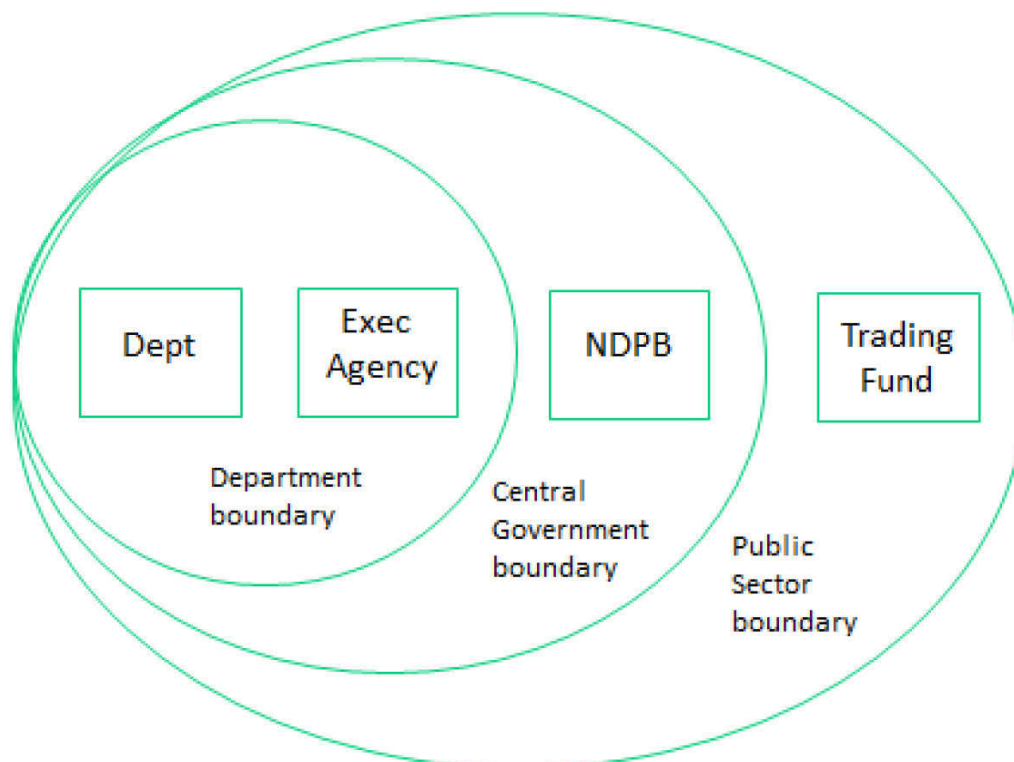 Dept
Exec
Agency
NDPB
Trading
Fund
Department
boundary
Central
Government
boundary
Public
Sector
boundary